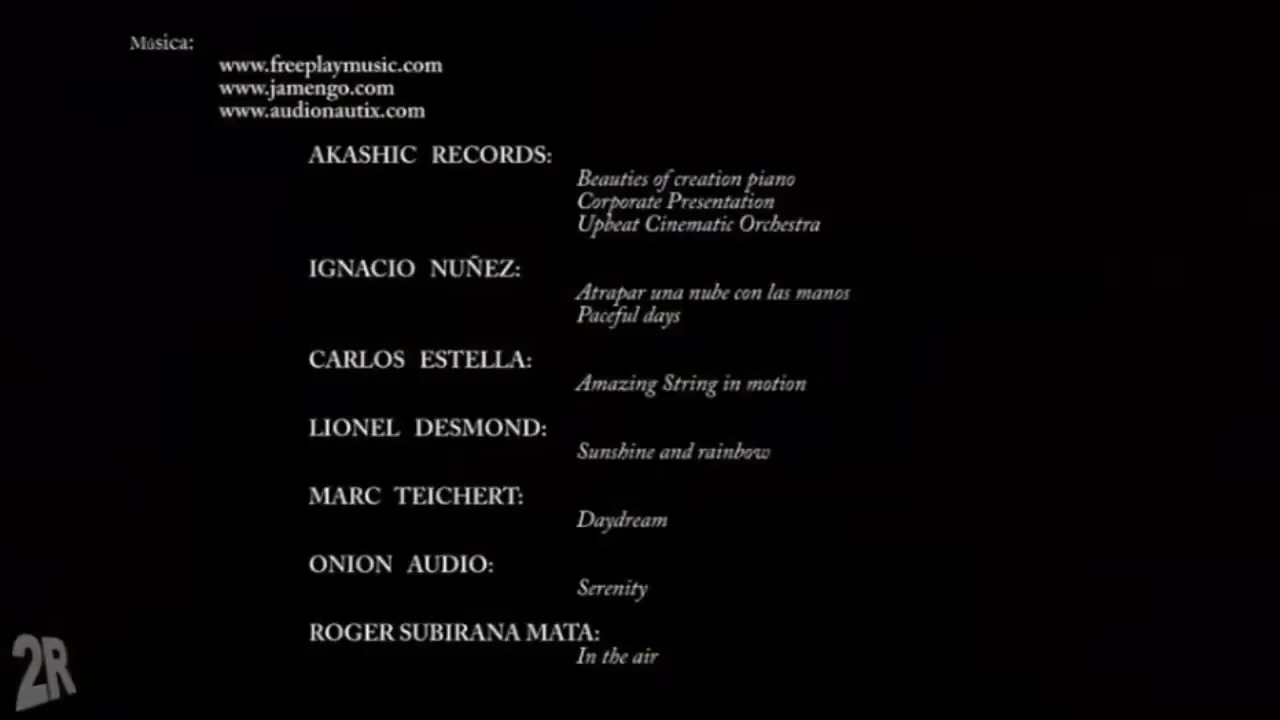 Música:
www.freeplaymusic.com
www.jamengo.com
www.audionautix.com
AKASHIC RECORDS:
Beauties of creation piano
Corporate Presentation
Upbeat Cinematic Orchestra
IGNACIO NUÑEZ:
Atrapar una nube con las manos
Paceful days
CARLOS ESTELLA:
Amazing String in motion
LIONEL DESMOND:
Sunshine and rainbow
MARC TEICHERT:
Daydream
ONION AUDIO:
Serenity
ROGER SUBIRANA MATA:
In the air
2R